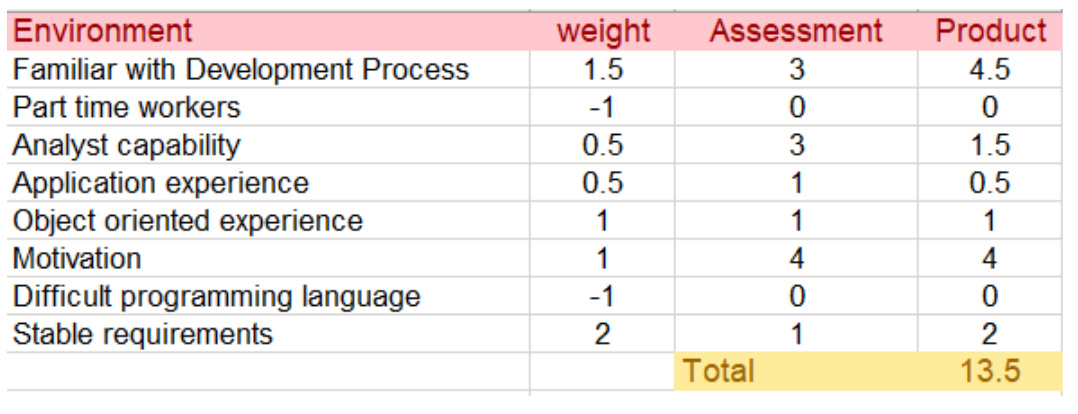 Environment weight Assessment Product
Familiar with Development Process 1.5 3 4.5
Part time workers -1 0 0
Analyst capability 0.5 3 1.5
Application experience 0.5 1 0.5
Object oriented experience 1 1 1
Motivation 1 4 4
Difficult programming language -1 0 0
Stable requirements 2 1 2
Total 13.5